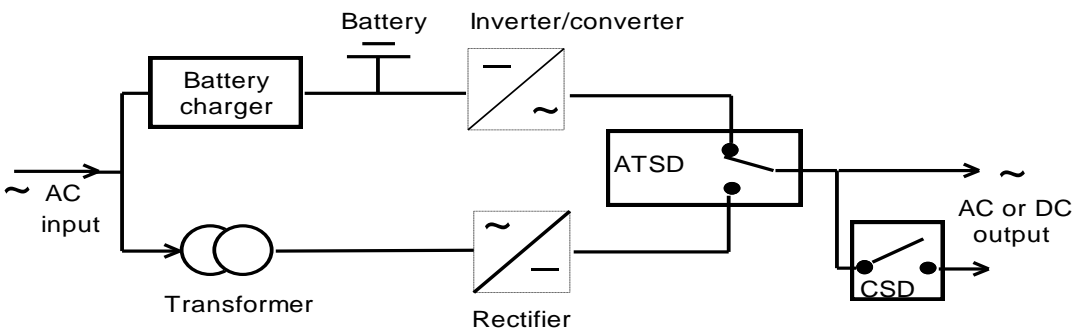 Battery
Inverter/converter
Battery
charger
ATSD
~ AC
input
~
AC or DC
output
CSD
Transformer
Rectifier